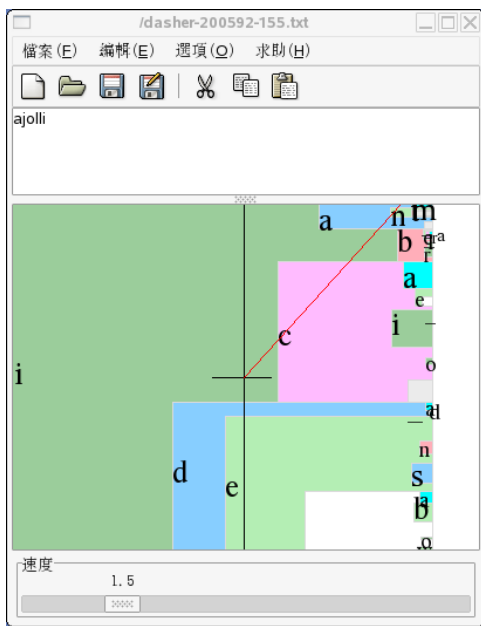 /dasher-200592-155.txt
檔案(F) 編輯(E) 選項(O) 求助(H)
ajolli
a n m
b q r a
r
a
e
c i
o
i
a d
n
d e s
a
b
o
速度
1.5